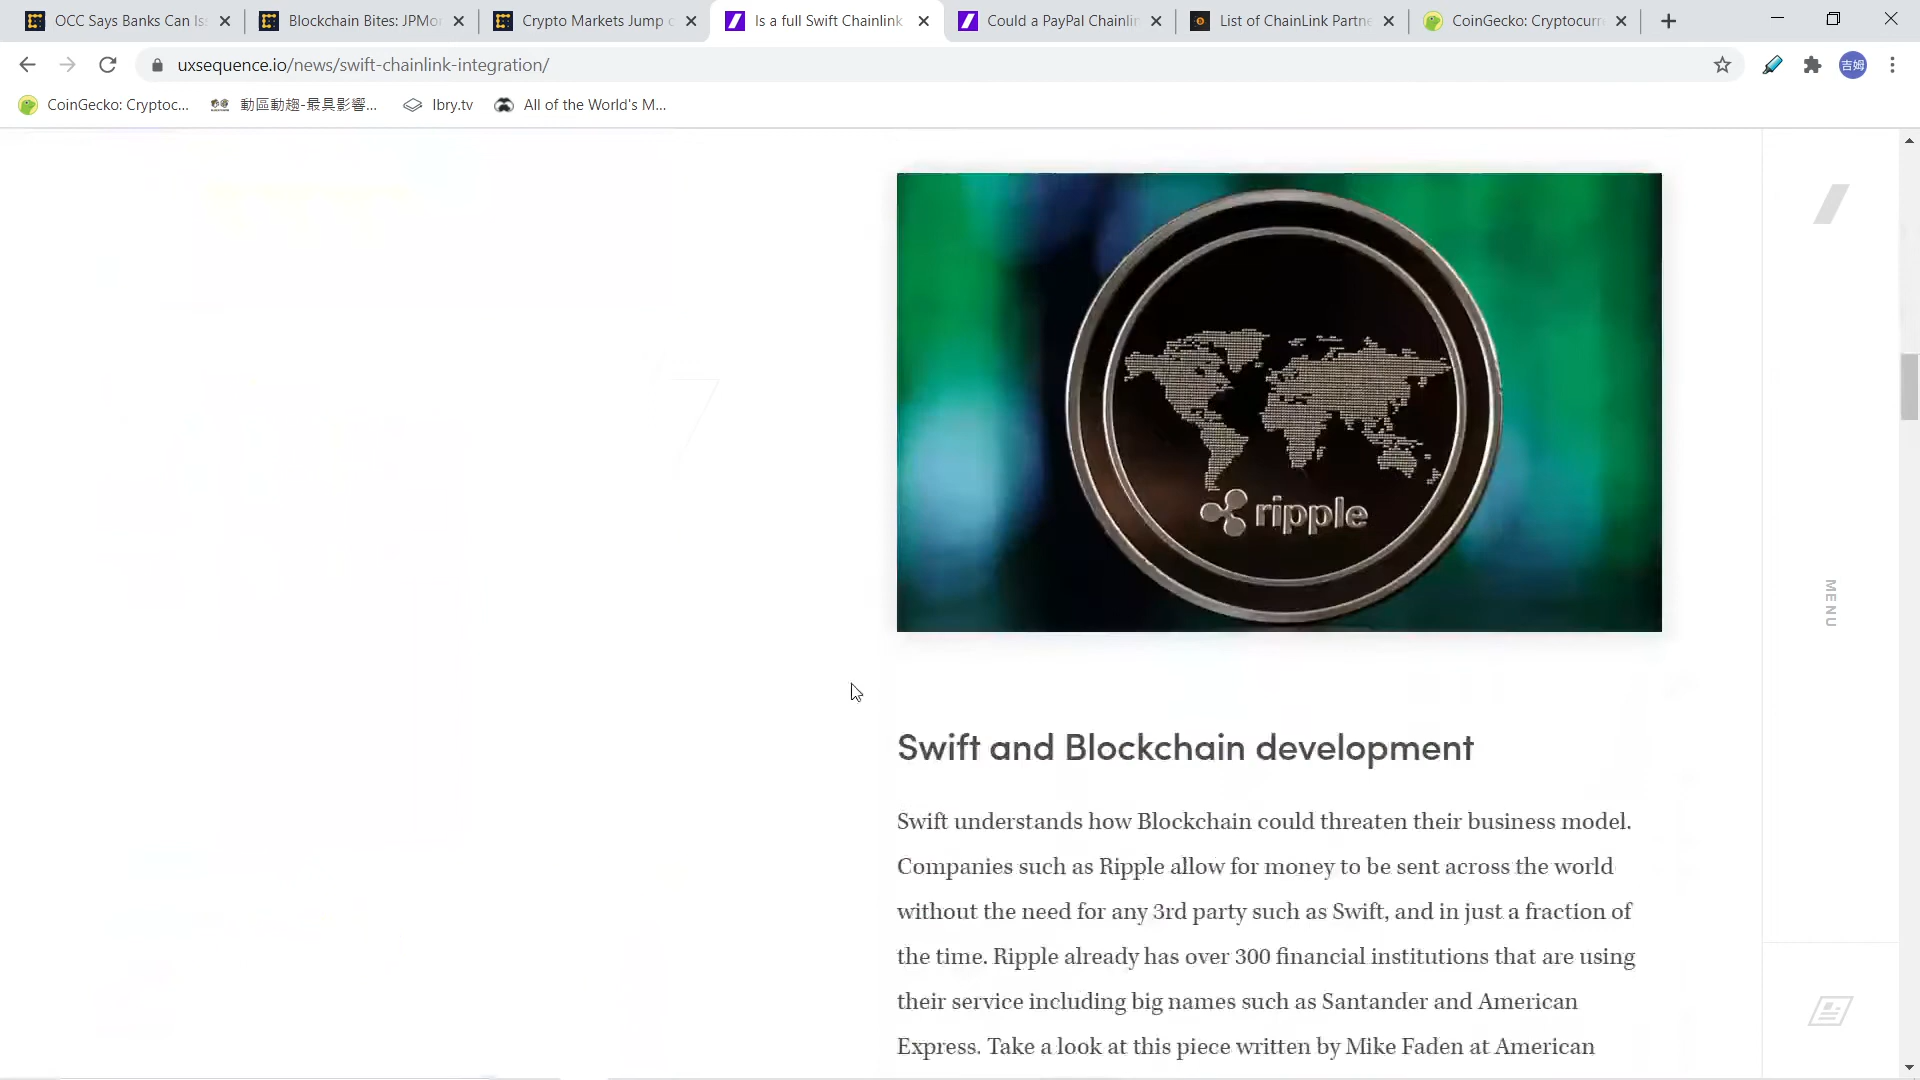 OCC Says Banks Can Is
Blockchain Bites: JPMor
Crypto Markets Jump o
Is a full Swift Chainlink
Could a PayPal Chainlin
List of ChainLink Partne
CoinGecko: Cryptocurre
uxsequence.io/news/swift-chainlink-integration/
吉姆
CoinGecko: Cryptoc...
動區動趨-最具影響...
lbry.tv
All of the World's M...
ripple
MENU
Swift and Blockchain development
Swift understands how Blockchain could threaten their business model.
Companies such as Ripple allow for money to be sent across the world
without the need for any 3rd party such as Swift, and in just a fraction of
the time. Ripple already has over 300 financial institutions that are using
their service including big names such as Santander and American
Express. Take a look at this piece written by Mike Faden at American